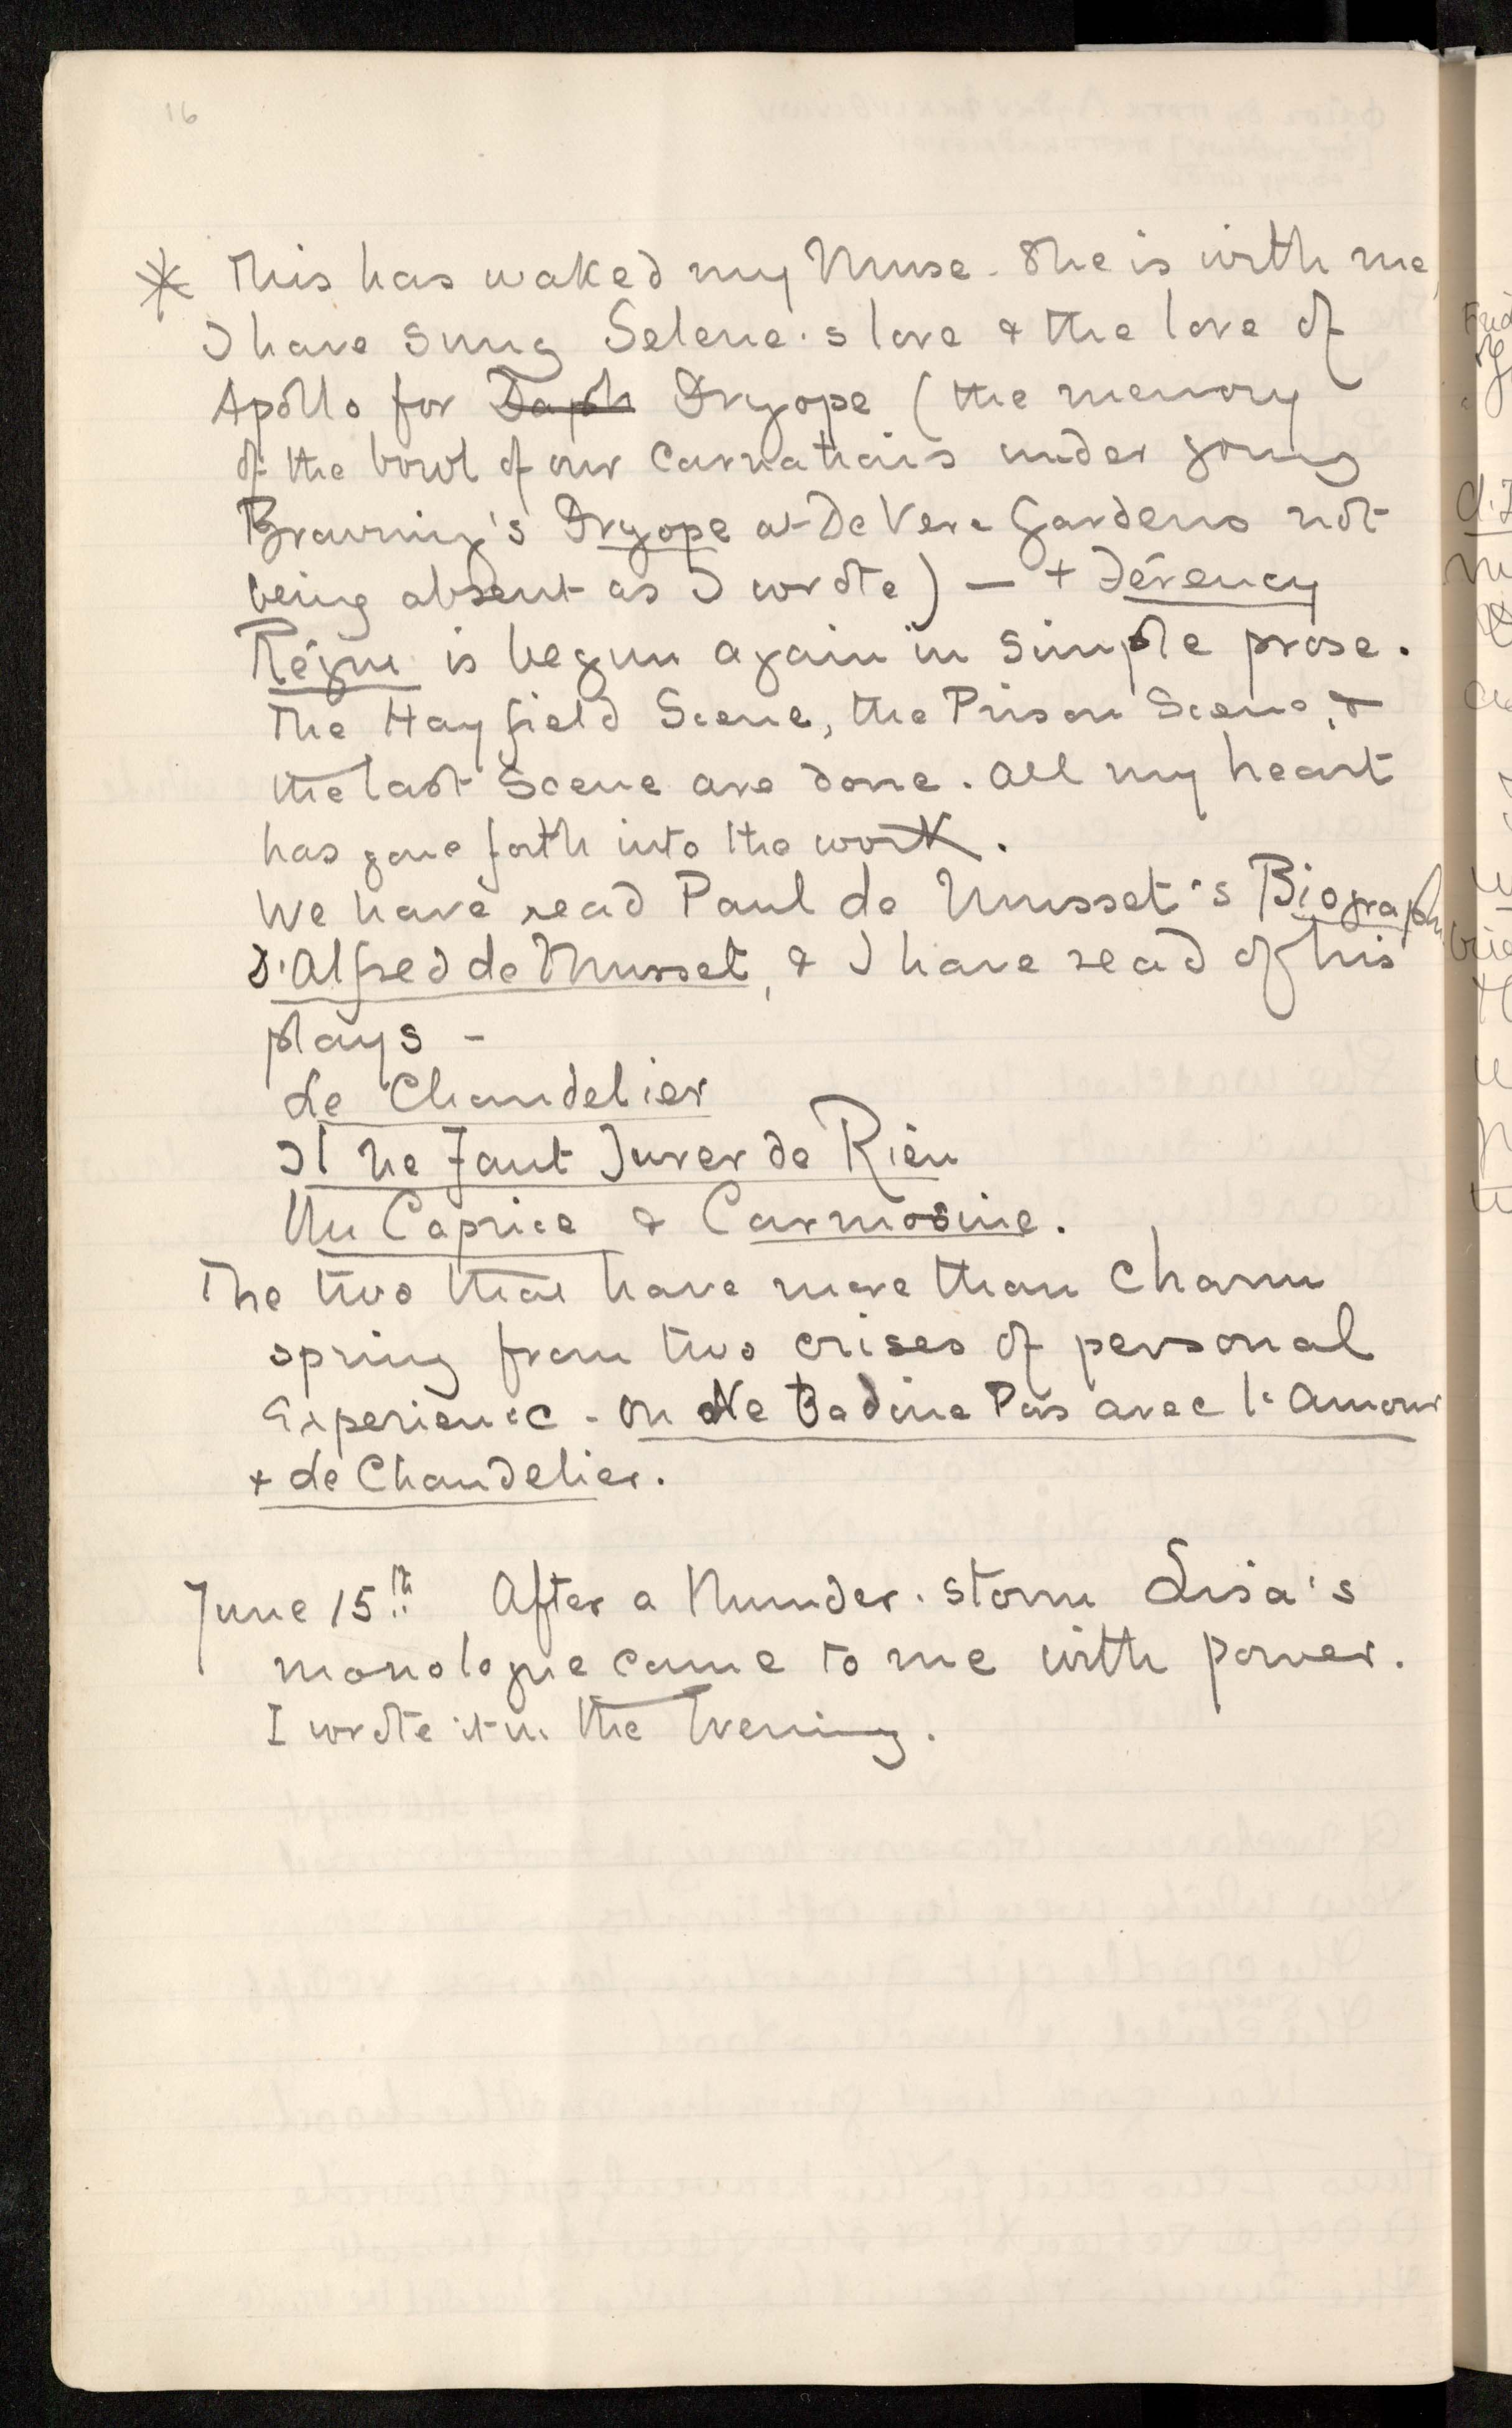 16
* This has waked my Muse. She is with me,
I have sung Selene's love & the love of
Apollo for Daph Dryope (the memory
of the bowl of our carnations under young
Browning's Dryope at De Vere Gardens not
being absent as I wrote) — +
is begun again in simple prose.
The Hayfield Scene, the Prison Scene, &
the last Scene are done. All my heart
has gone forth into the work.
We have read Paul de Musset's Biograph
d'Alfred de Musset, & I have read of his
plays –
Le Chandelier
Il Ne Faut Jurer de Rien
Un Caprice & Carmosine.
The two that have more than charm
spring from two crises of personal
Experience. On Ne Badine Pas avec l'Amour
+ Le Chandelier.
June 15th After a thunder-storm Lisa's
monologue came to me with power.
I wrote it in the Evening.